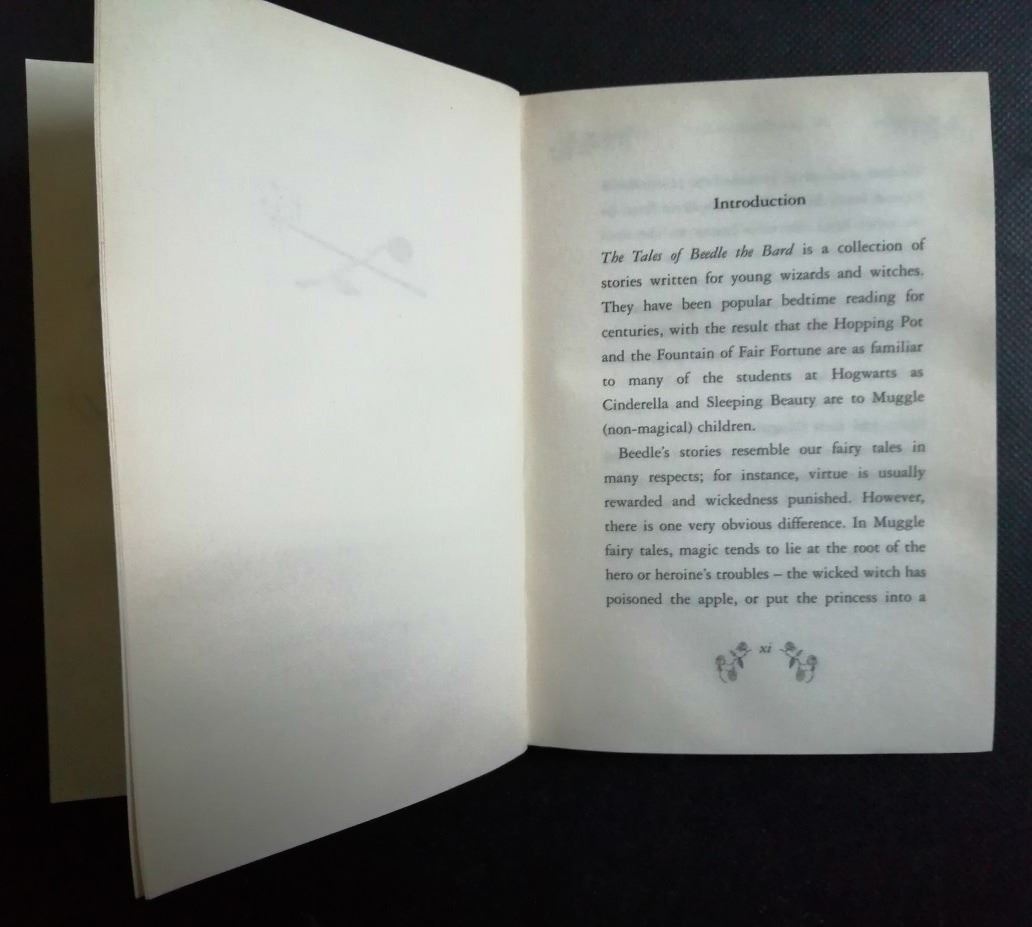 Introduction
The Tales of Beedle the Bard is a collection of
stories written for young wizards and witches.
They have been popular bedtime reading for
centuries, with the result that the Hopping Pot
and the Fountain of Fair Fortune are as familiar
to many of the students at Hogwarts as
Cinderella and Sleeping Beauty are to Muggle
(non-magical) children.
Beedle's stories resemble our fairy tales in
many respects; for instance, virtue is usually
rewarded and wickedness punished. However,
there is one very obvious difference. In Muggle
fairy tales, magic tends to lie at the root of the
hero or heroine's troubles – the wicked witch has
poisoned the apple, or put the princess into a
xi